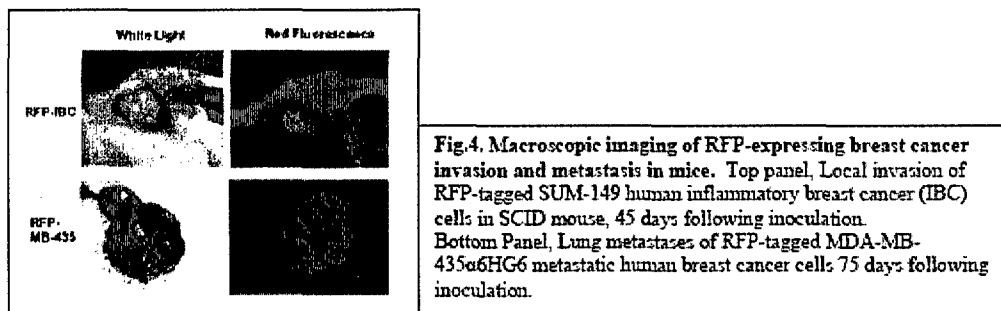 White Light Red Fluorescence
RFP-IBC
RFP-
MB-435
Fig.4. Macroscopic imaging of RFP-expressing breast cancer
invasion and metastasis in mice. Top panel, Local invasion of
RFP-tagged SUM-149 human inflammatory breast cancer (IBC)
cells in SCID mouse, 45 days following inoculation.
Bottom Panel, Lung metastases of RFP-tagged MDA-MB-
435α6HG6 metastatic human breast cancer cells 75 days following
inoculation.